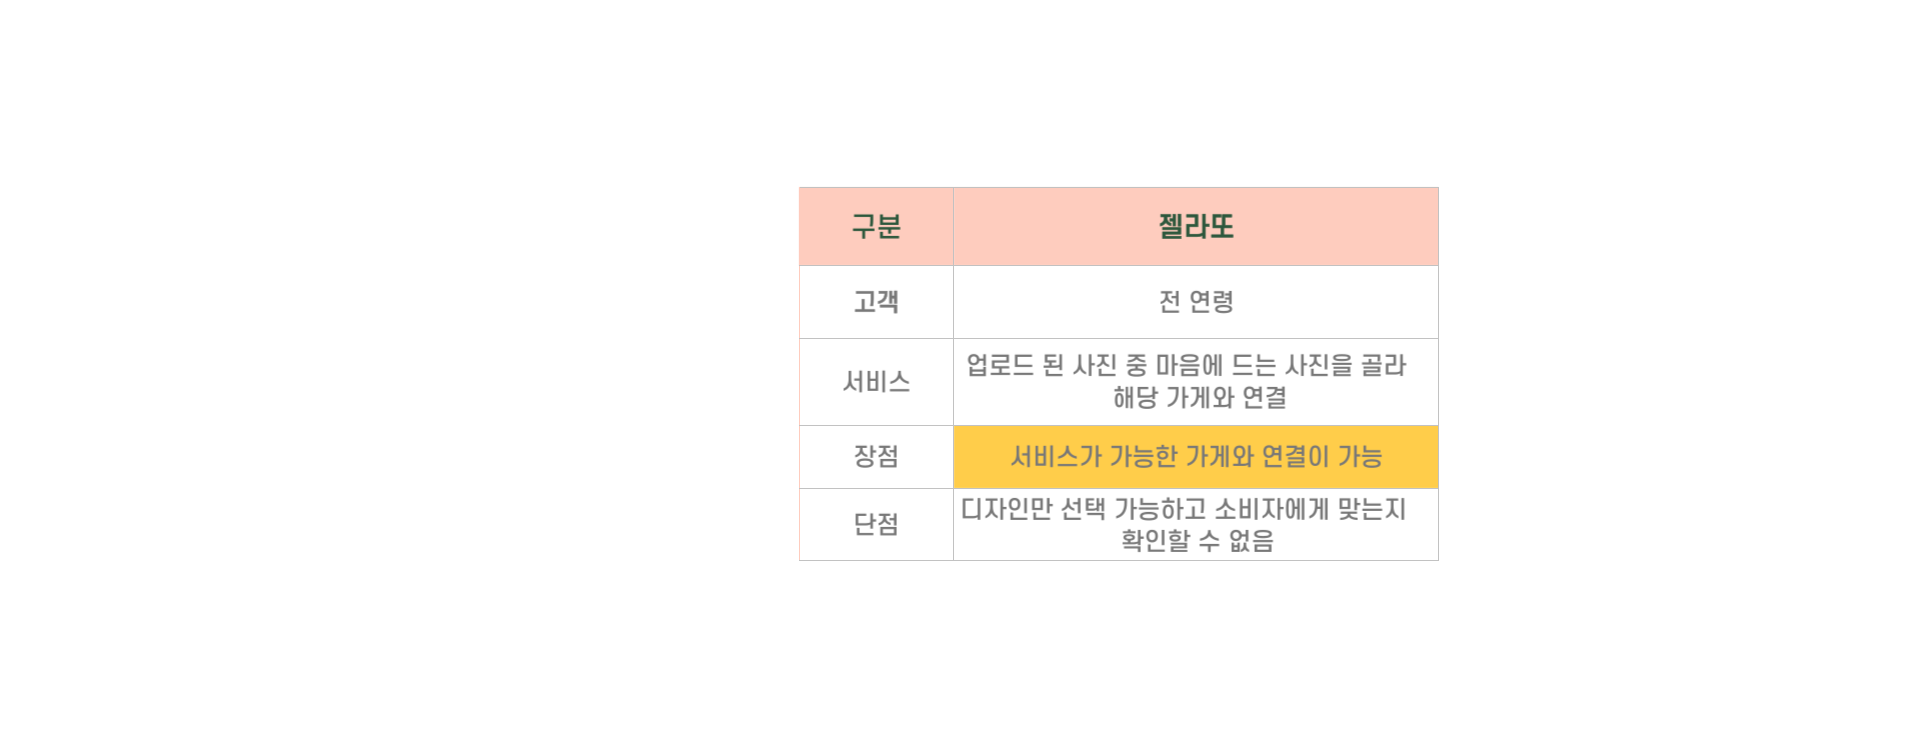 구분
젤라또
고객
전 연령
서비스
업로드 된 사진 중 마음에 드는 사진을 골라
해당 가게와 연결
장점
서비스가 가능한 가게와 연결이 가능
단점
디자인만 선택 가능하고 소비자에게 맞는지
확인할 수 없음